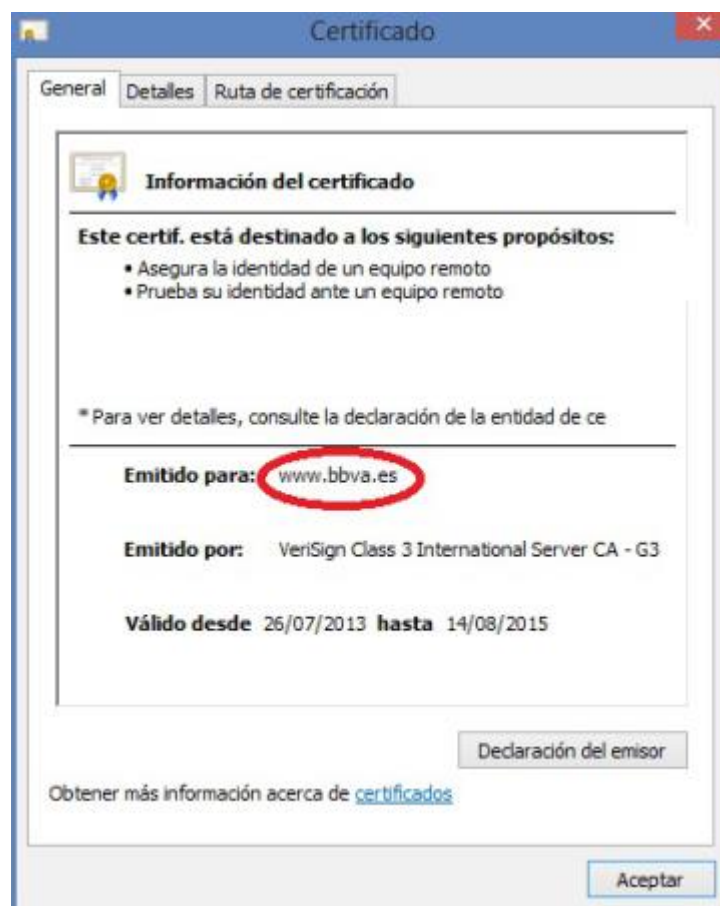 Certificado
General Detalles Ruta de certificación
Información del certificado
Este certif. está destinado a los siguientes propósitos:
• Asegura la identidad de un equipo remoto
• Prueba su identidad ante un equipo remoto
* Para ver detalles, consulte la declaración de la entidad de ce
Emitido para: www.bbva.es
Emitido por: VeriSign Class 3 International Server CA - G3
Válido desde 26/07/2013 hasta 14/08/2015
Declaración del emisor
Obtener más información acerca de certificados
Aceptar